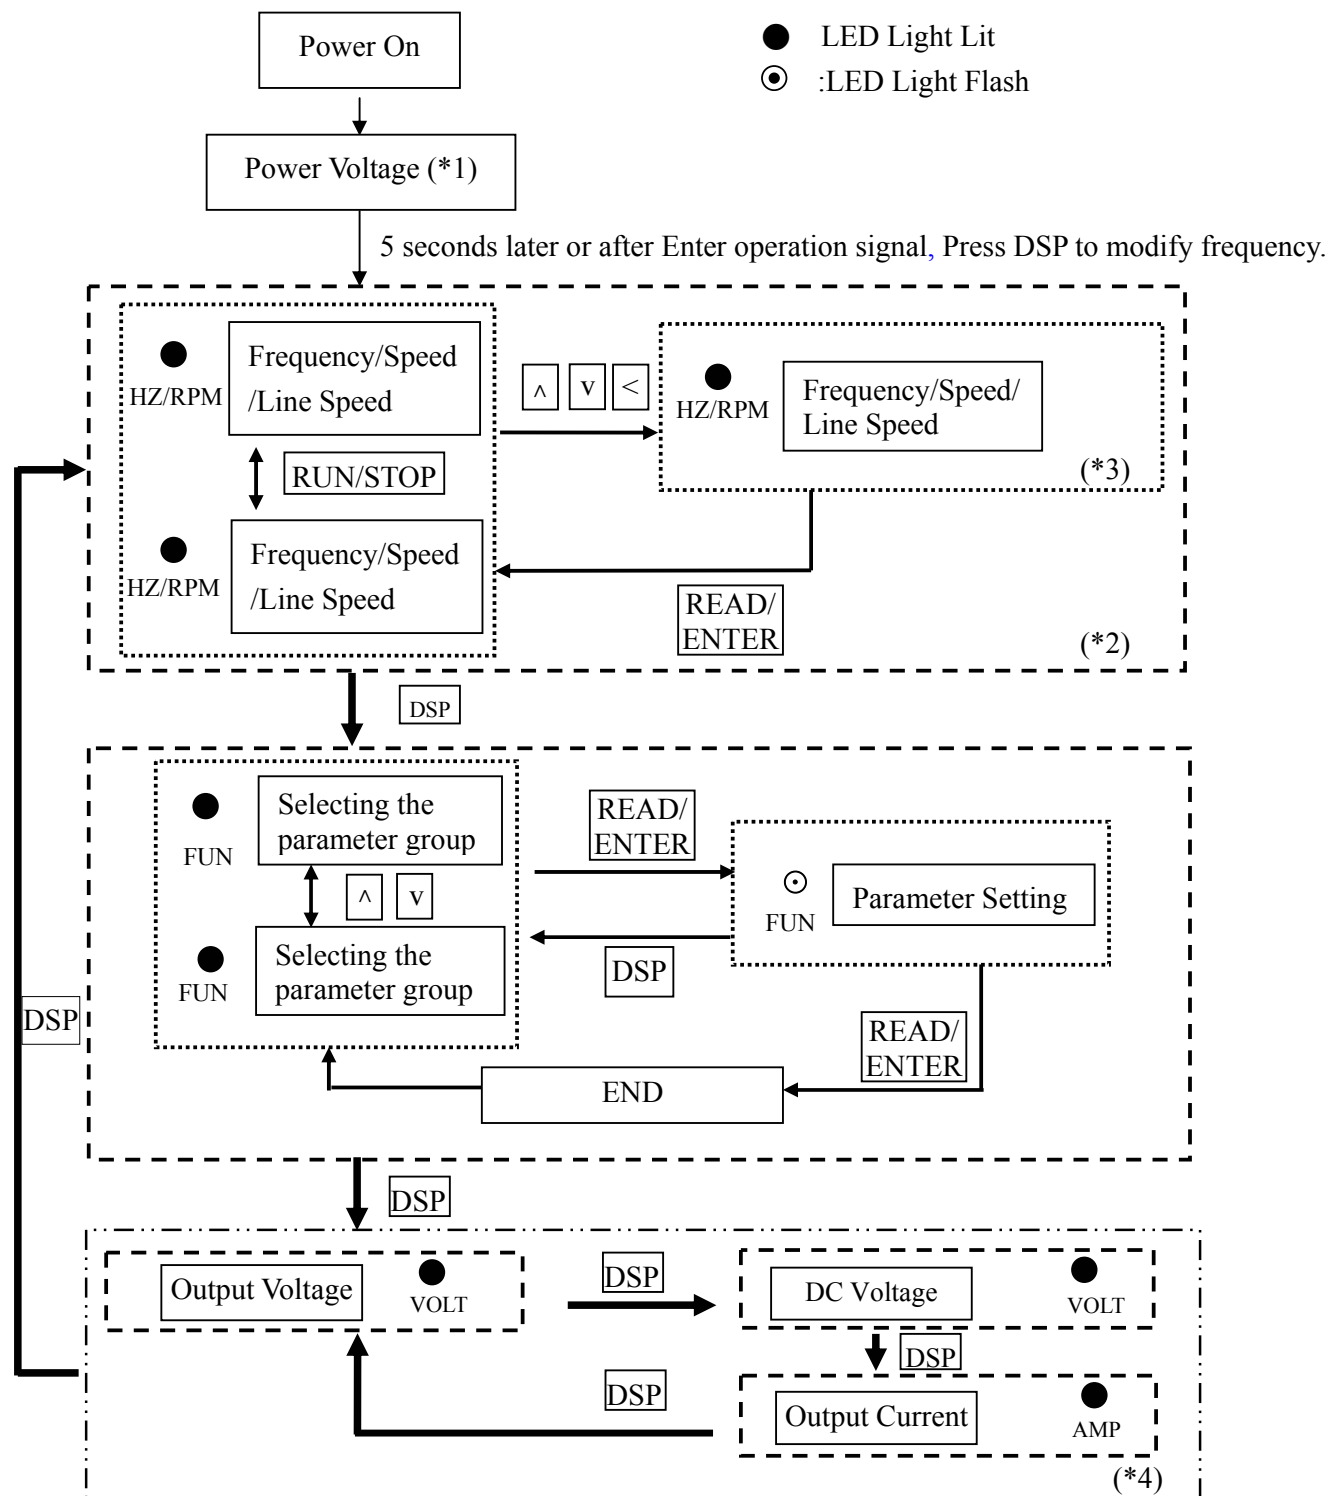 Power On
LED Light Lit
:LED Light Flash
Power Voltage (*1)
5 seconds later or after Enter operation signal, Press DSP to modify frequency.
HZ/RPM
Frequency/Speed
/Line Speed
^
v
<
HZ/RPM
Frequency/Speed/
Line Speed
(*3)
RUN/STOP
HZ/RPM
Frequency/Speed
/Line Speed
READ/
ENTER
(*2)
DSP
FUN
Selecting the
parameter group
READ/
ENTER
^
v
FUN
Parameter Setting
FUN
Selecting the
parameter group
DSP
DSP
READ/
ENTER
END
DSP
Output Voltage
VOLT
DSP
DC Voltage
VOLT
DSP
DSP
Output Current
AMP
(*4)